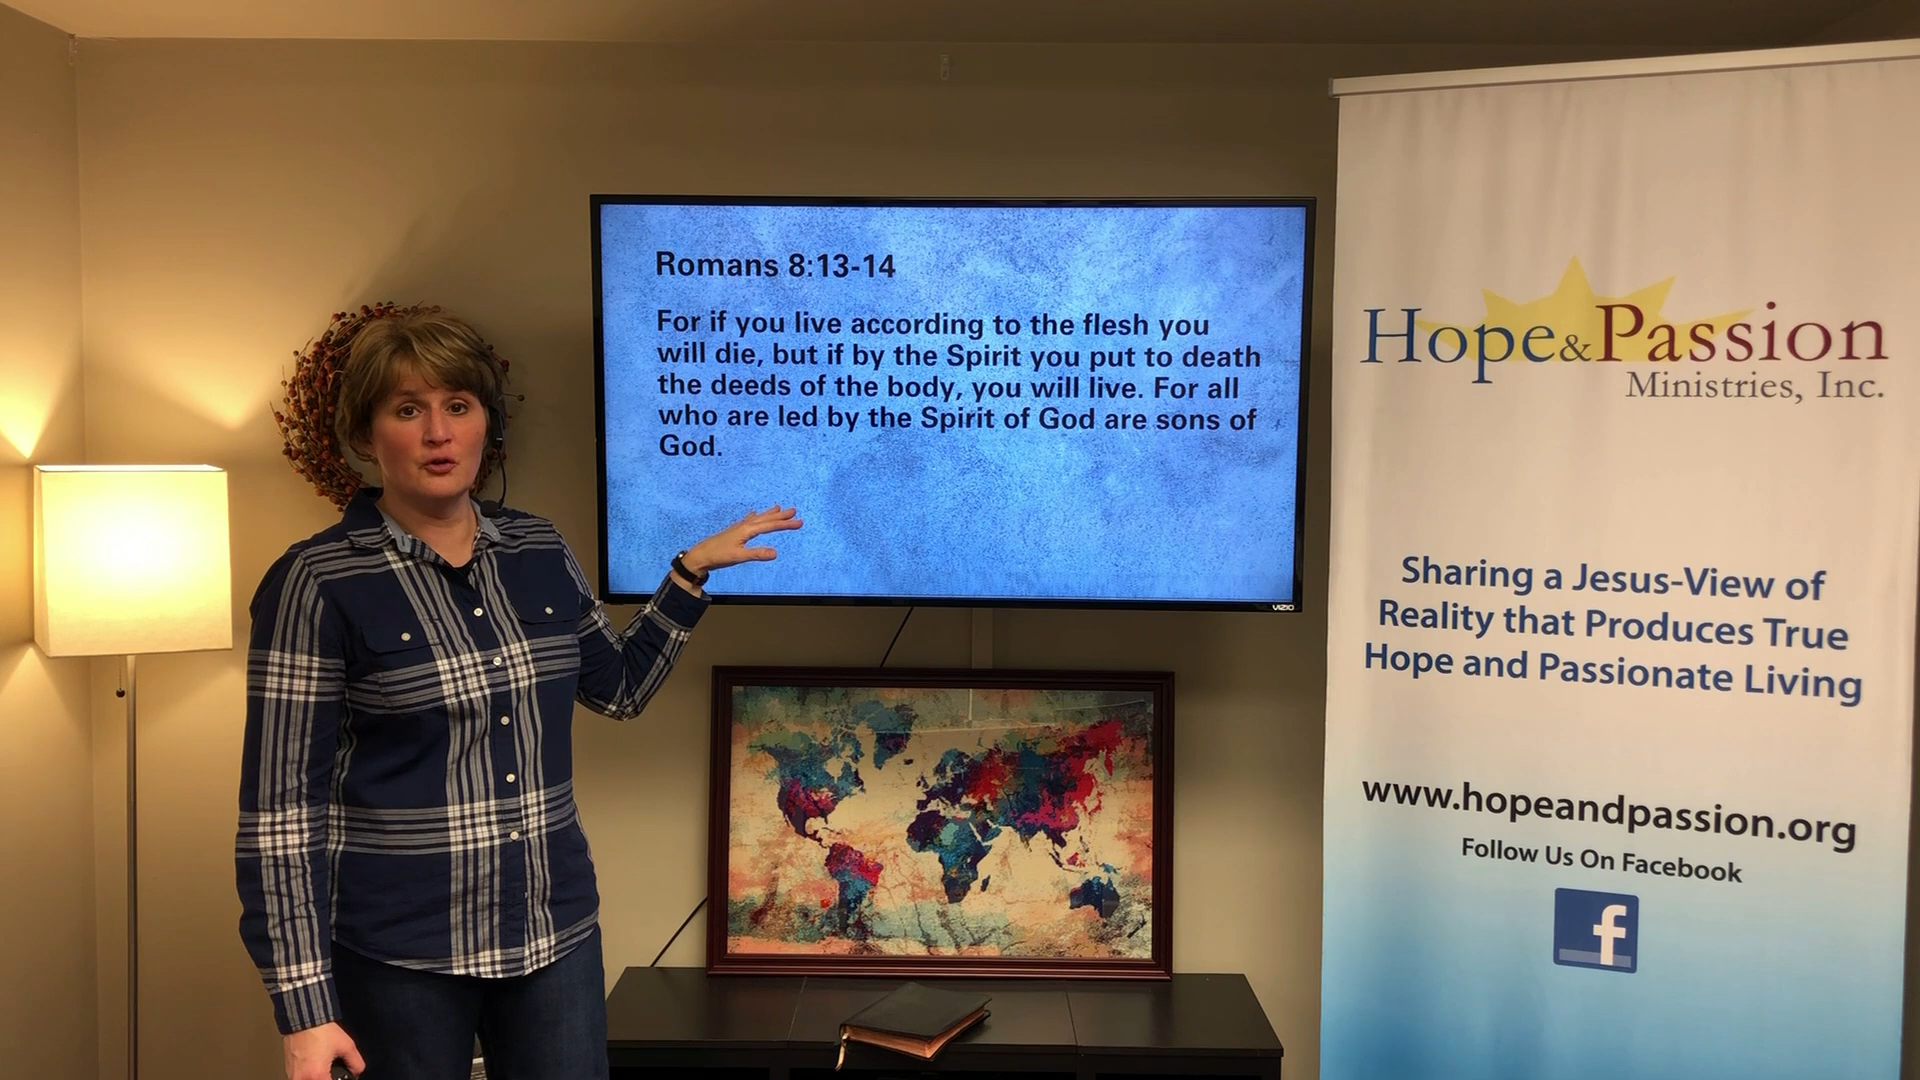 Romans 8:13-14
For if you live according to the flesh you
will die, but if by the Spirit you put to death
the deeds of the body, you will live. For all
who are led by the Spirit of God are sons of
God.
VIZIO
Hope&Passion
Ministries, Inc.
Sharing a Jesus-View of
Reality that Produces True
Hope and Passionate Living
www.hopeandpassion.org
Follow Us On Facebook
f